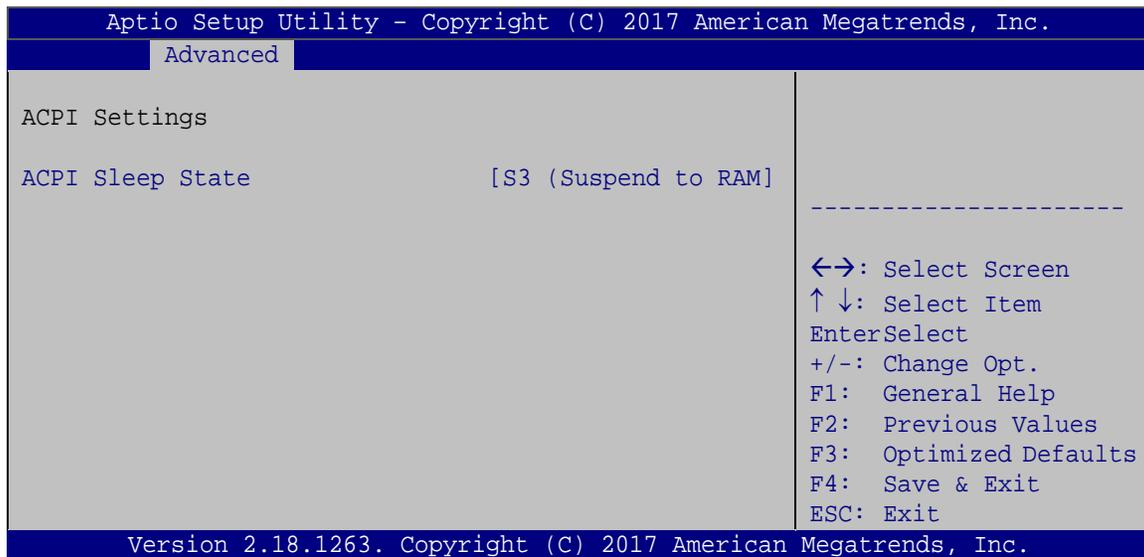 Aptio Setup Utility – Copyright (C) 2017 American Megatrends, Inc.
Advanced
ACPI Settings
ACPI Sleep State [S3 (Suspend to RAM]
----------------------
←→: Select Screen
↑ ↓: Select Item
EnterSelect
+/-: Change Opt.
F1: General Help
F2: Previous Values
F3: Optimized Defaults
F4: Save & Exit
ESC: Exit
Version 2.18.1263. Copyright (C) 2017 American Megatrends, Inc.